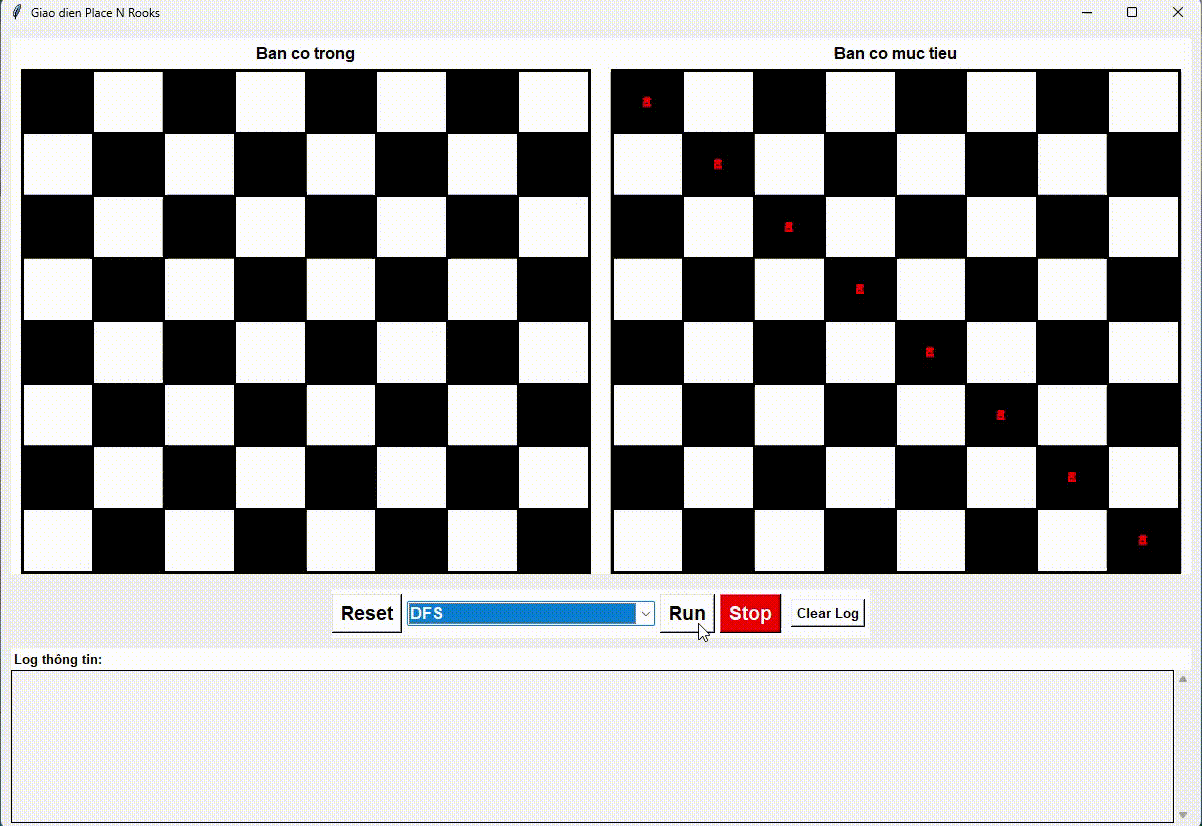 Giao dien Place N Rooks
Ban co trong
Ban co muc tieu
Reset
DFS
Run
Stop
Clear Log
Log thông tin: